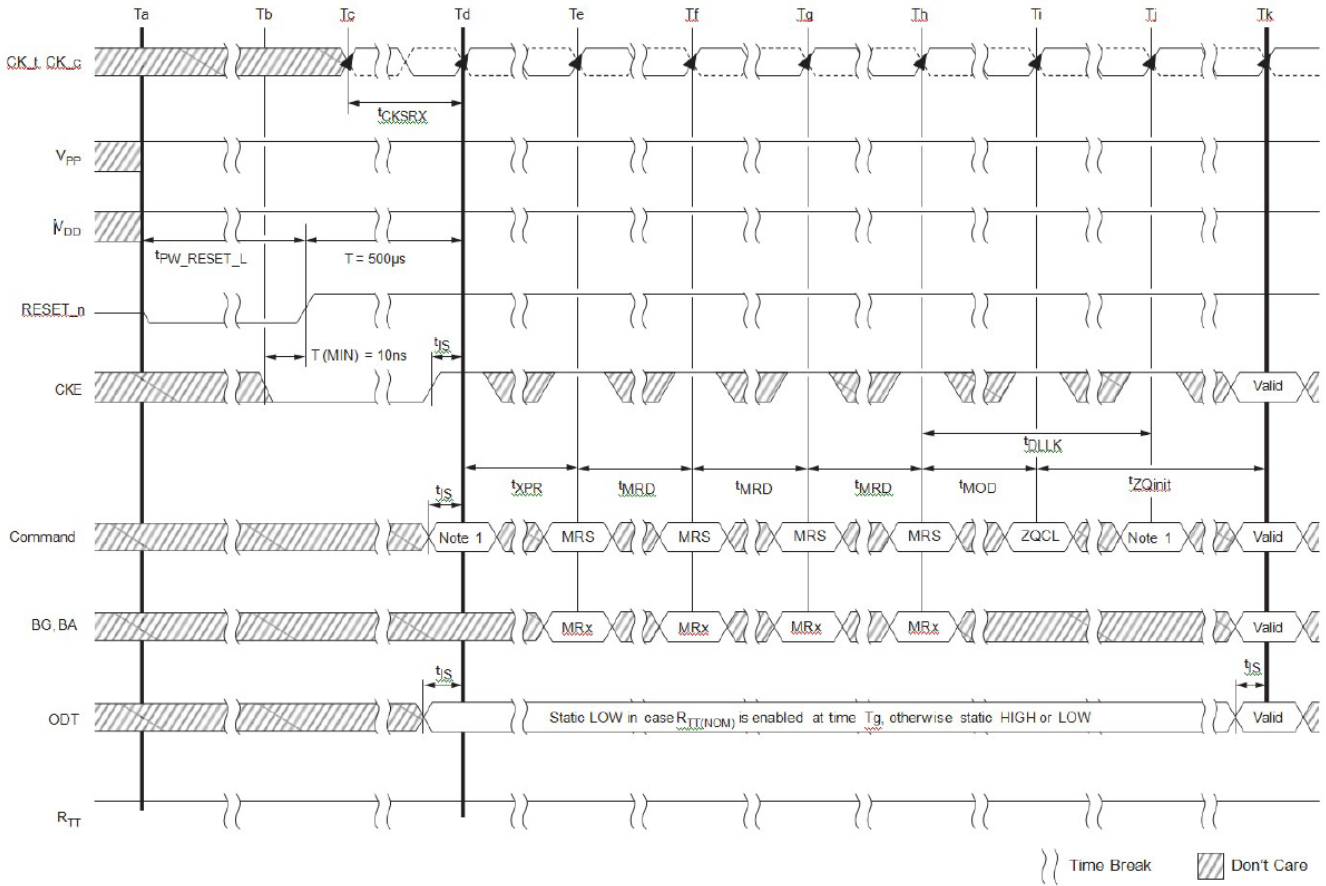 Ta Tb Tc Td Te Tf Tg Th Ti Tj Tk
CK_t, CK_c
tCKSRX
VPP
VDD
tPW_RESET_L T = 500µs
RESET_n
T (MIN) = 10ns tIS
CKE Valid
tDLLK
tXPR tMRD tMRD tMRD tMOD tZQinit
tIS
Command Note 1 MRS MRS MRS MRS ZQCL Note 1 Valid
BG, BA MRx MRx MRx MRx Valid
tIS tIS
ODT Static LOW in case RTT(NOM) is enabled at time Tg, otherwise static HIGH or LOW Valid
RTT
Time Break Don't Care